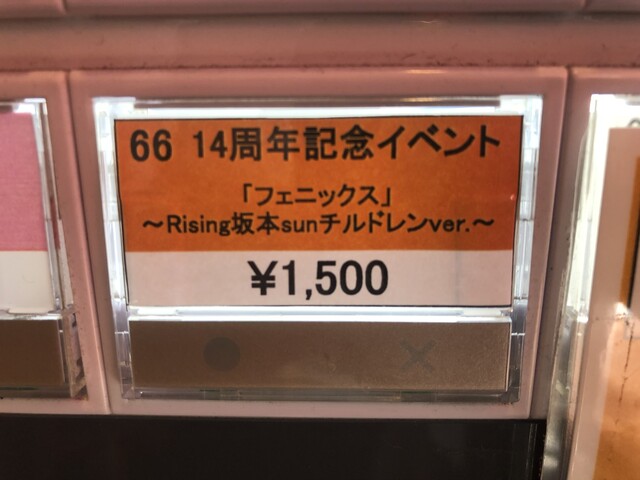 66 14周年記念イベント
「フェニックス」
～Rising坂本sunチルドレンver.～
¥1,500